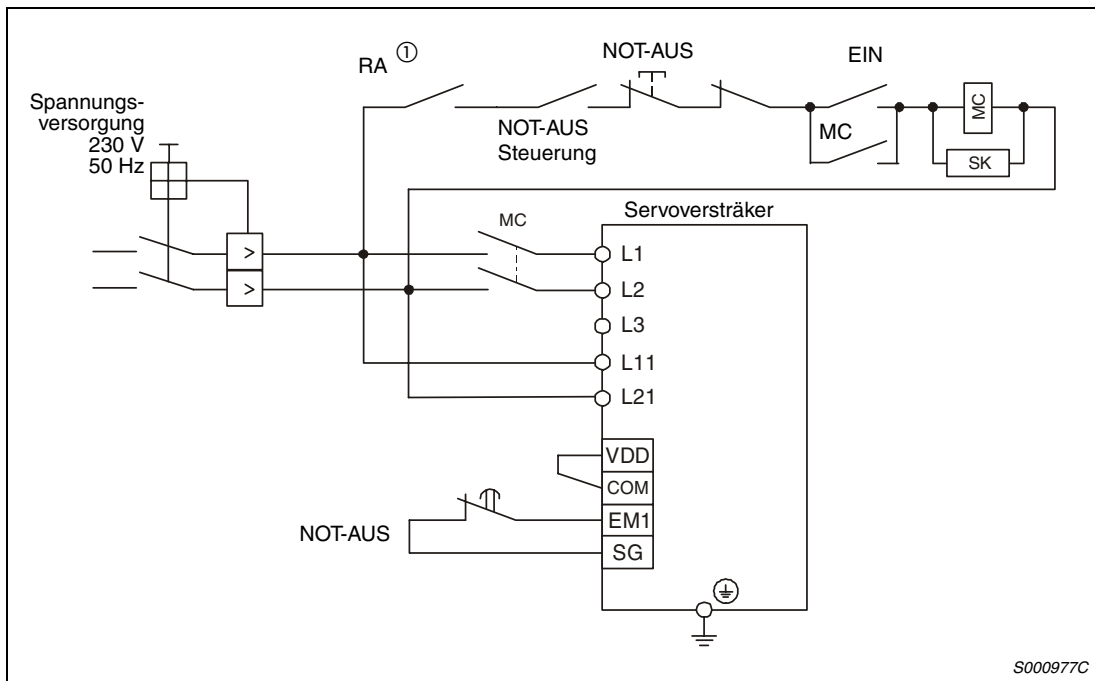 RA ①
NOT-AUS
EIN
Spannungs-
versorgung
230 V
50 Hz
NOT-AUS
Steuerung
MC
MC
SK
Servoversträker
MC
>
>
L1
L2
L3
L11
L21
VDD
COM
EM1
SG
NOT-AUS
S000977C